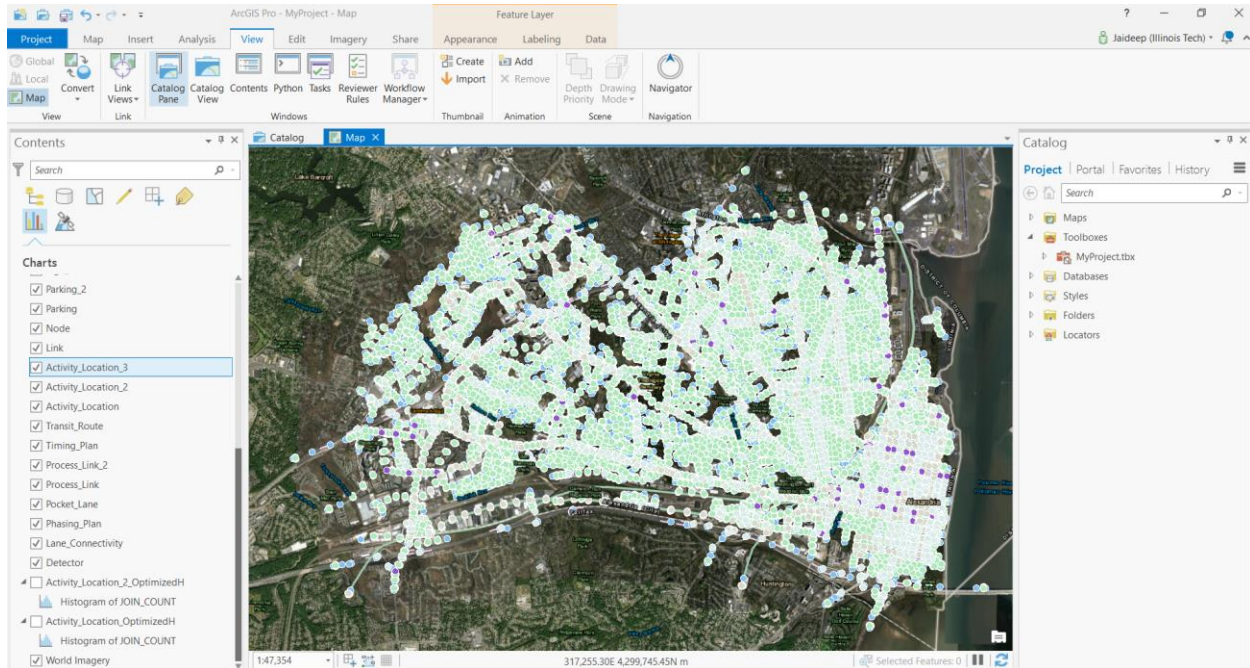 ArcGIS Pro - MyProject - Map
Feature Layer
?
Project Map Insert Analysis View Edit Imagery Share Appearance Labeling Data
Jaideep (Illinois Tech)
Global
Local
Map
Convert
View
Link Views
Link
Catalog Pane
Catalog View
Contents
Python
Tasks
Reviewer Rules
Workflow Manager
Windows
Create
Import
Thumbnail
Add
Remove
Animation
Depth Priority
Drawing Mode
Scene
Navigator
Navigation
Contents
Search
Charts
Parking_2
Parking
Node
Link
Activity_Location_3
Activity_Location_2
Activity_Location
Transit_Route
Timing_Plan
Process_Link_2
Process_Link
Pocket_Lane
Phasing_Plan
Lane_Connectivity
Detector
Activity_Location_2_OptimizedH
Histogram of JOIN_COUNT
Activity_Location_OptimizedH
Histogram of JOIN_COUNT
World Imagery
Catalog
Map
Lake Barcroft
Alexandria
Huntington
1:47,354
317,255.30E 4,299,745.45N m
Selected Features: 0
Catalog
Project Portal Favorites History
Search
Maps
Toolboxes
MyProject.tbx
Databases
Styles
Folders
Locators